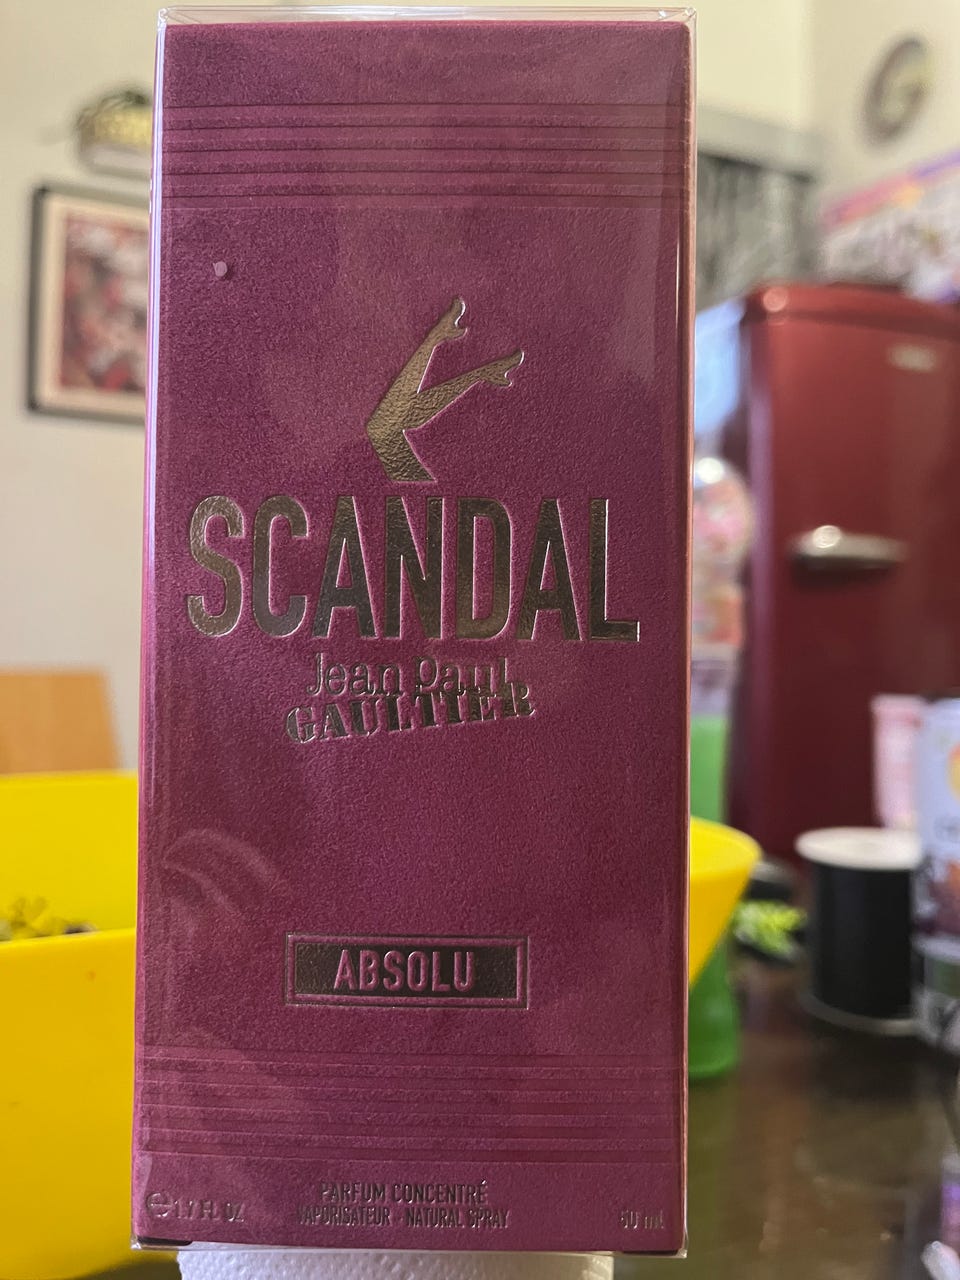 SCANDAL
Jean Paul
GAULTIER
ABSOLU
PARFUM CONCENTRÉ
℮1.7 FL OZ VAPORISATEUR - NATURAL SPRAY 50 mL